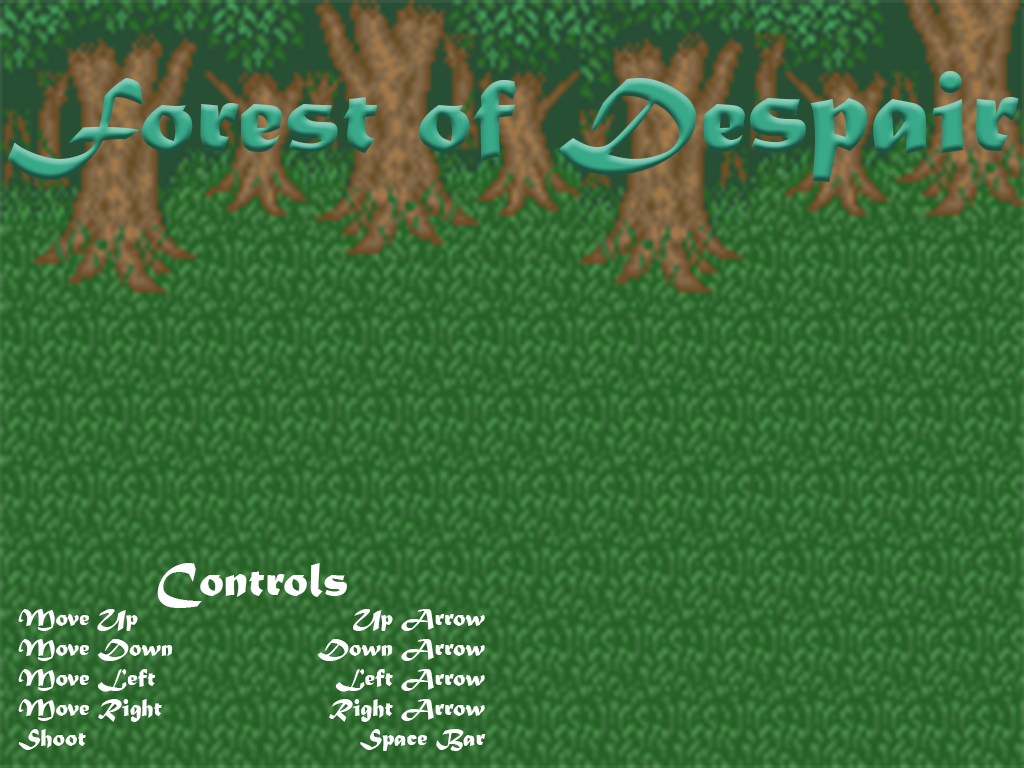 Forest of Despair
Controls
Move Up Up Arrow
Move Down Down Arrow
Move Left Left Arrow
Move Right Right Arrow
Shoot Space Bar